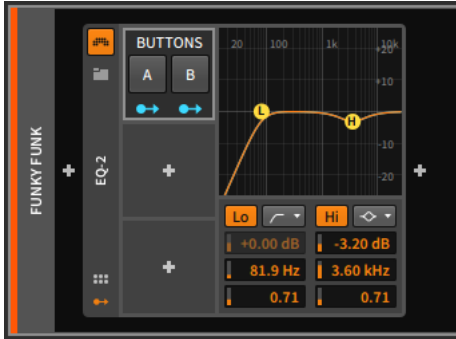 FUNKY FUNK
EQ-2
BUTTONS
A B
20 100 1k 10k
+20
+10
-10
-20
L
H
Lo Hi
+0.00 dB -3.20 dB
81.9 Hz 3.60 kHz
0.71 0.71